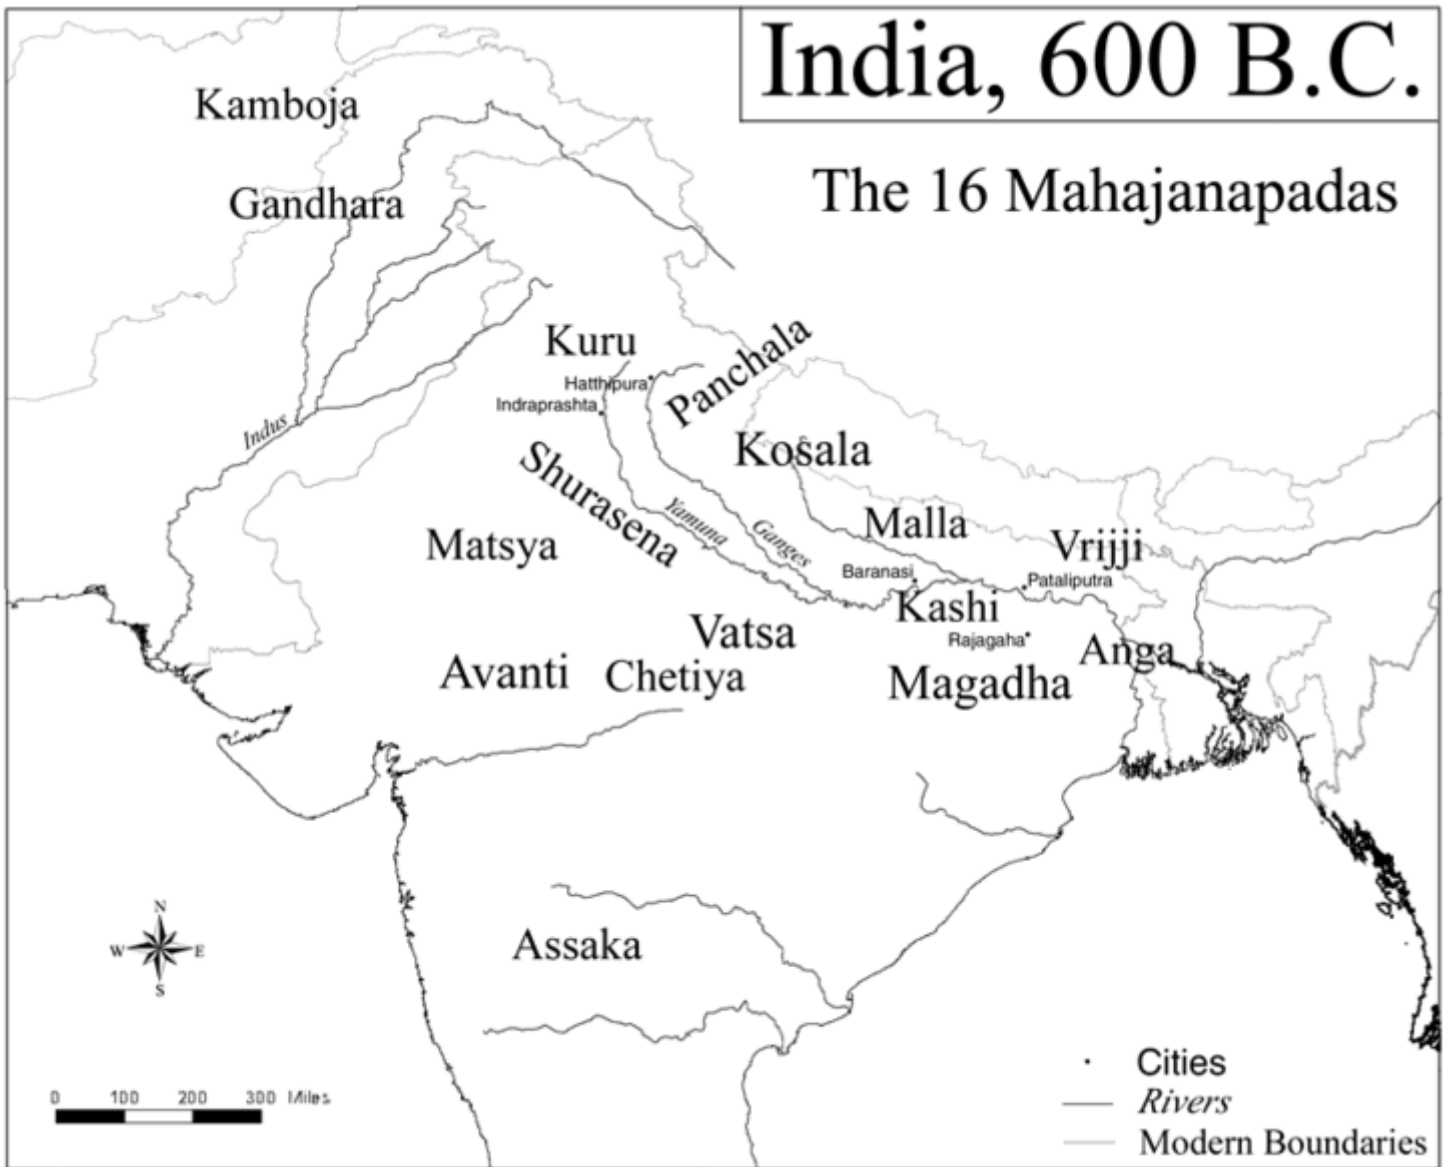 India, 600 B.C.
The 16 Mahajanapadas
Kamboja
Gandhara
Kuru
Panchala
Hatthipura
Indraprashta
Indus
Kosala
Shurasena
Yamuna
Ganges
Matsya
Malla
Vrijji
Baranasi
Pataliputra
Kashi
Vatsa
Rajagaha
Anga
Avanti
Chetiya
Magadha
Assaka
N
W E
S
0 100 200 300 Miles
Cities
Rivers
Modern Boundaries